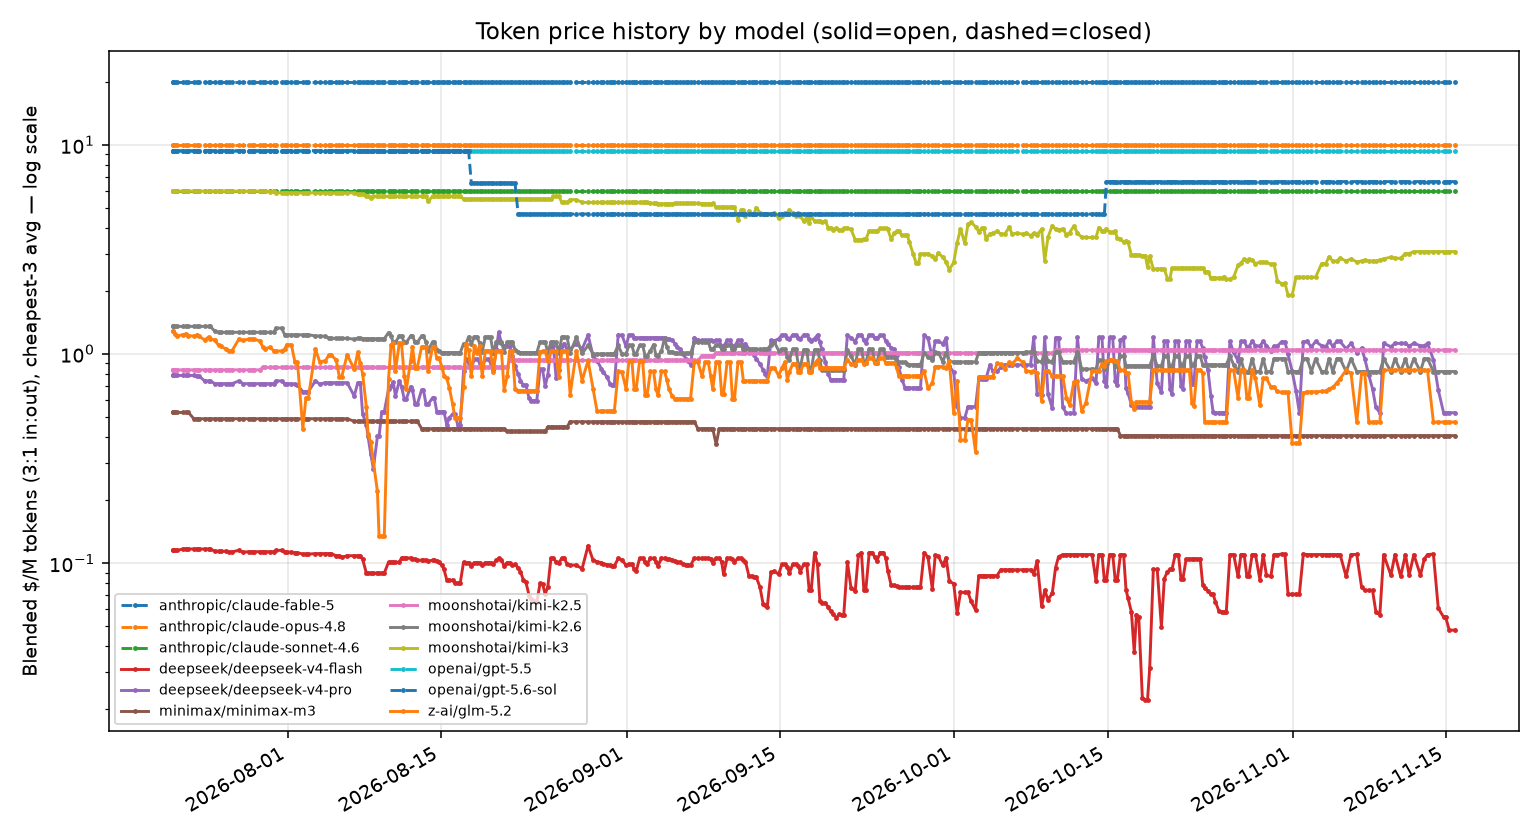 Token price history by model (solid=open, dashed=closed)
Blended $/M tokens (3:1 in:out), cheapest-3 avg — log scale
10¹
10⁰
10⁻¹
anthropic/claude-fable-5
anthropic/claude-opus-4.8
anthropic/claude-sonnet-4.6
deepseek/deepseek-v4-flash
deepseek/deepseek-v4-pro
minimax/minimax-m3
moonshotai/kimi-k2.5
moonshotai/kimi-k2.6
moonshotai/kimi-k3
openai/gpt-5.5
openai/gpt-5.6-sol
z-ai/glm-5.2
2026-08-01
2026-08-15
2026-09-01
2026-09-15
2026-10-01
2026-10-15
2026-11-01
2026-11-15